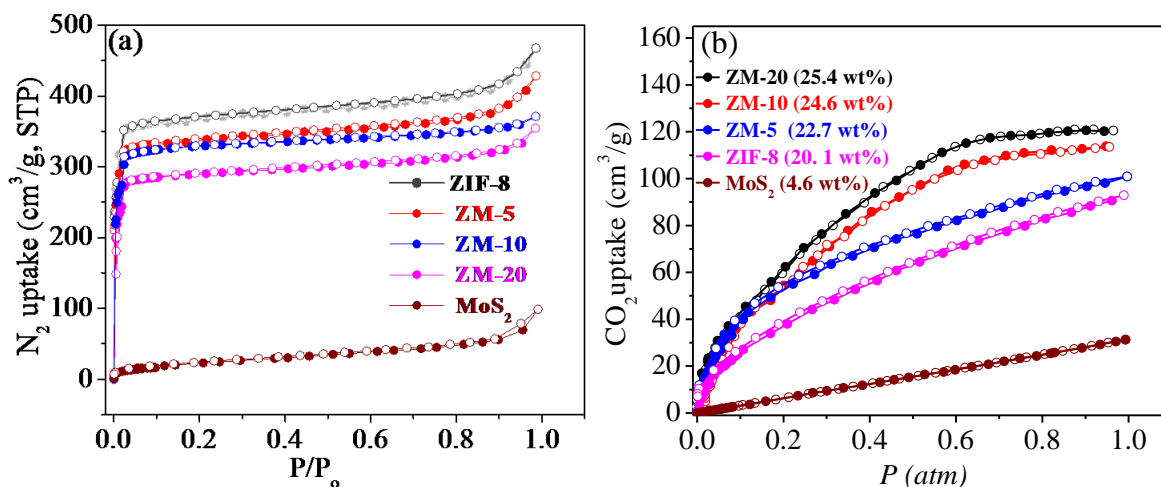 (a)
N₂ uptake (cm³/g, STP)
500
400
300
200
100
0
ZIF-8
ZM-5
ZM-10
ZM-20
MoS₂
0.0 0.2 0.4 0.6 0.8 1.0
P/Pₒ
(b)
CO₂ uptake (cm³/g)
160
140
120
100
80
60
40
20
0
ZM-20 (25.4 wt%)
ZM-10 (24.6 wt%)
ZM-5 (22.7 wt%)
ZIF-8 (20. 1 wt%)
MoS₂ (4.6 wt%)
0.0 0.2 0.4 0.6 0.8 1.0
P (atm)